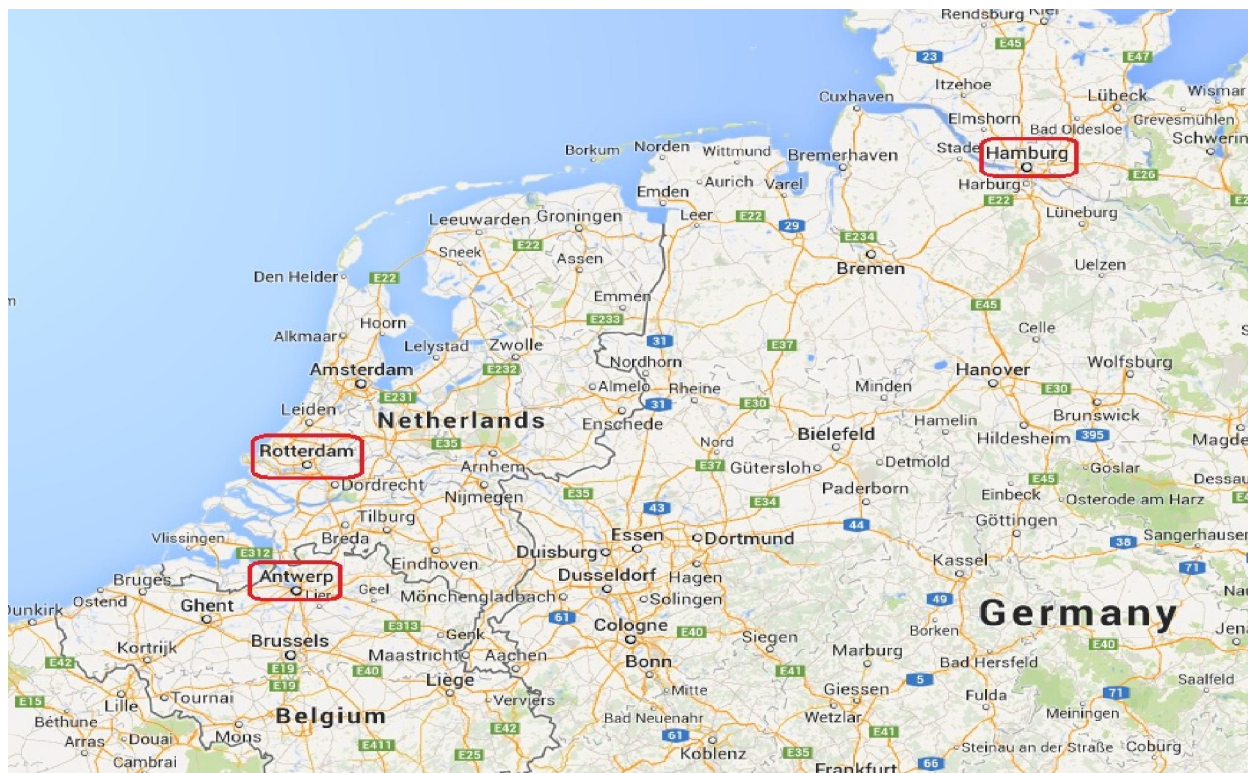 Rendsburg
Kiel
E45
23
E47
Itzehoe
Cuxhaven
Lübeck
Wismar
Elmshorn
Grevesmühlen
Bad Oldesloe
Schwerin
Borkum
Norden
Wittmund
Bremerhaven
Stade
Hamburg
Aurich
Varel
E26
Emden
Harburg
E22
Leeuwarden
Groningen
Leer
E22
29
Lüneburg
E22
E234
Sneek
Assen
Bremen
Uelzen
Den Helder
E22
Emmen
E45
E233
Alkmaar
Hoorn
Celle
Lelystad
Zwolle
31
E37
Nordhorn
Wolfsburg
Amsterdam
E232
Almelo
Rheine
Minden
Hanover
E30
E231
31
E30
Leiden
Netherlands
Enschede
Hamelin
Brunswick
Nord
Bielefeld
Hildesheim
395
Rotterdam
E35
Arnhem
E37
Gütersloh
Detmold
Goslar
Dordrecht
E45
Nijmegen
E35
E34
Paderborn
Einbeck
Osterode am Harz
43
Tilburg
44
Göttingen
Vlissingen
Breda
Essen
Dortmund
Sangerhausen
38
E312
Duisburg
Eindhoven
Kassel
71
Bruges
Antwerp
Dusseldorf
Hagen
Dunkirk
Ostend
Ghent
Lier
Geel
Mönchengladbach
Solingen
49
Germany
61
Cologne
E313
E40
Borken
Kortrijk
Brussels
Genk
Siegen
E40
E42
E19
E40
Maastricht
Aachen
Bonn
Marburg
Bad Hersfeld
E19
E41
5
E15
Lille
Tournai
Liège
Mitte
Giessen
71
Saalfeld
Verviers
Fulda
Béthune
Belgium
Bad Neuenahr
Wetzlar
Meiningen
Arras
Douai
Mons
E42
61
E41
E411
E25
Koblenz
E35
Steinau an der Straße
Coburg
Cambrai
Frankfurt
66